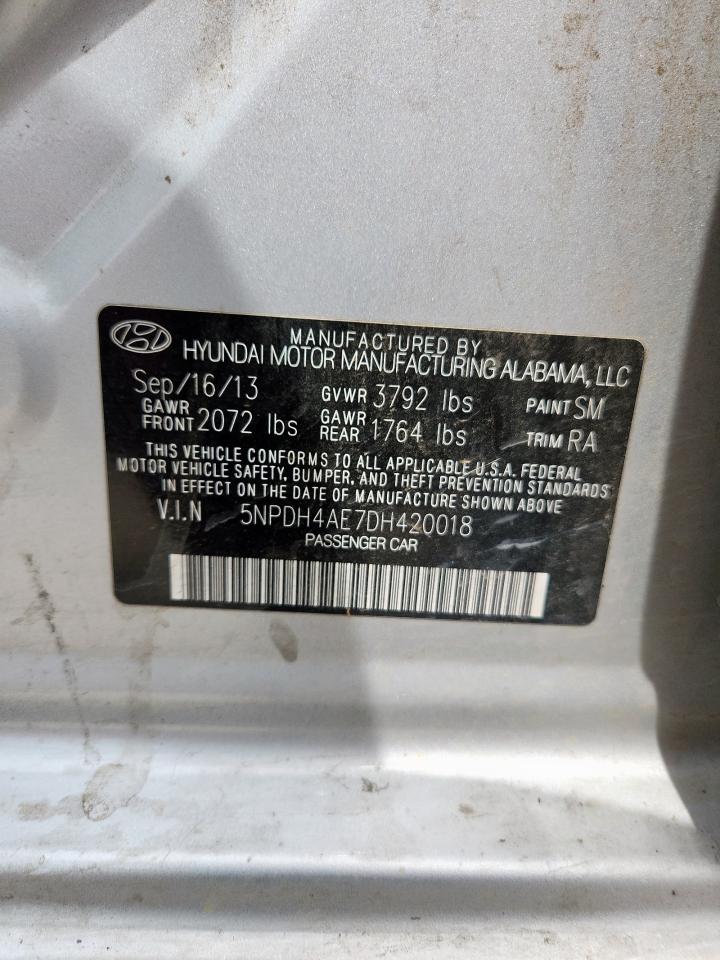 MANUFACTURED BY
HYUNDAI MOTOR MANUFACTURING ALABAMA, LLC
Sep/16/13 GVWR 3792 lbs PAINT SM
GAWR FRONT 2072 lbs GAWR REAR 1764 lbs TRIM RA
THIS VEHICLE CONFORMS TO ALL APPLICABLE U.S.A. FEDERAL
MOTOR VEHICLE SAFETY, BUMPER, AND THEFT PREVENTION STANDARDS
IN EFFECT ON THE DATE OF MANUFACTURE SHOWN ABOVE
V.I.N 5NPDH4AE7DH420018
PASSENGER CAR